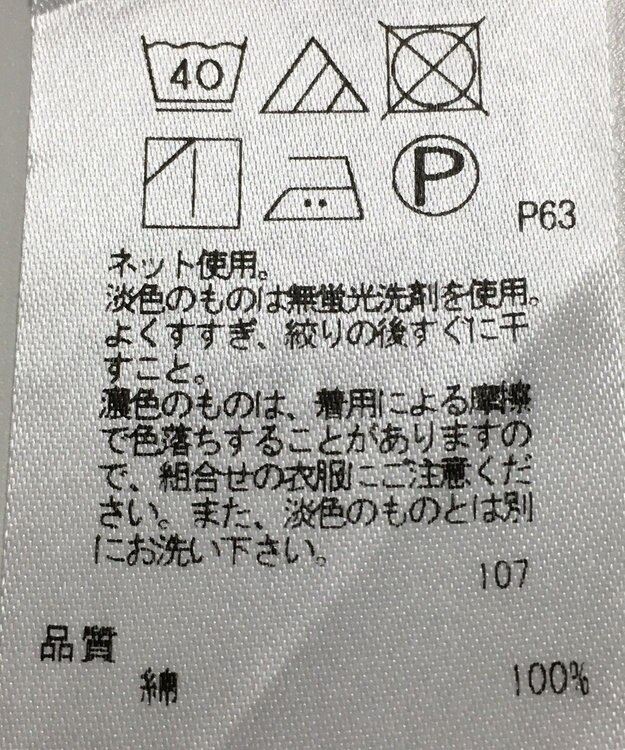 40
P
P63
ネット使用。
淡色のものは無蛍光洗剤を使用。
よくすすぎ、絞りの後すぐに干
すこと。
濃色のものは、着用による摩擦
で色落ちすることがありますの
で、組合せの衣服にご注意くだ
さい。また、淡色のものとは別
にお洗い下さい。
107
品質
綿 100%